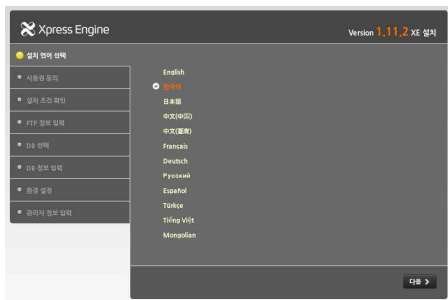 Xpress Engine
Version 1.11.2 XE 설치
설치 언어 선택
사용권 동의
설치 조건 확인
FTP 정보 입력
DB 선택
DB 정보 입력
환경 설정
관리자 정보 입력
English
한국어
日本語
中文(中国)
中文(臺灣)
Francais
Deutsch
Русский
Español
Türkçe
Tiếng Việt
Mongolian
다음